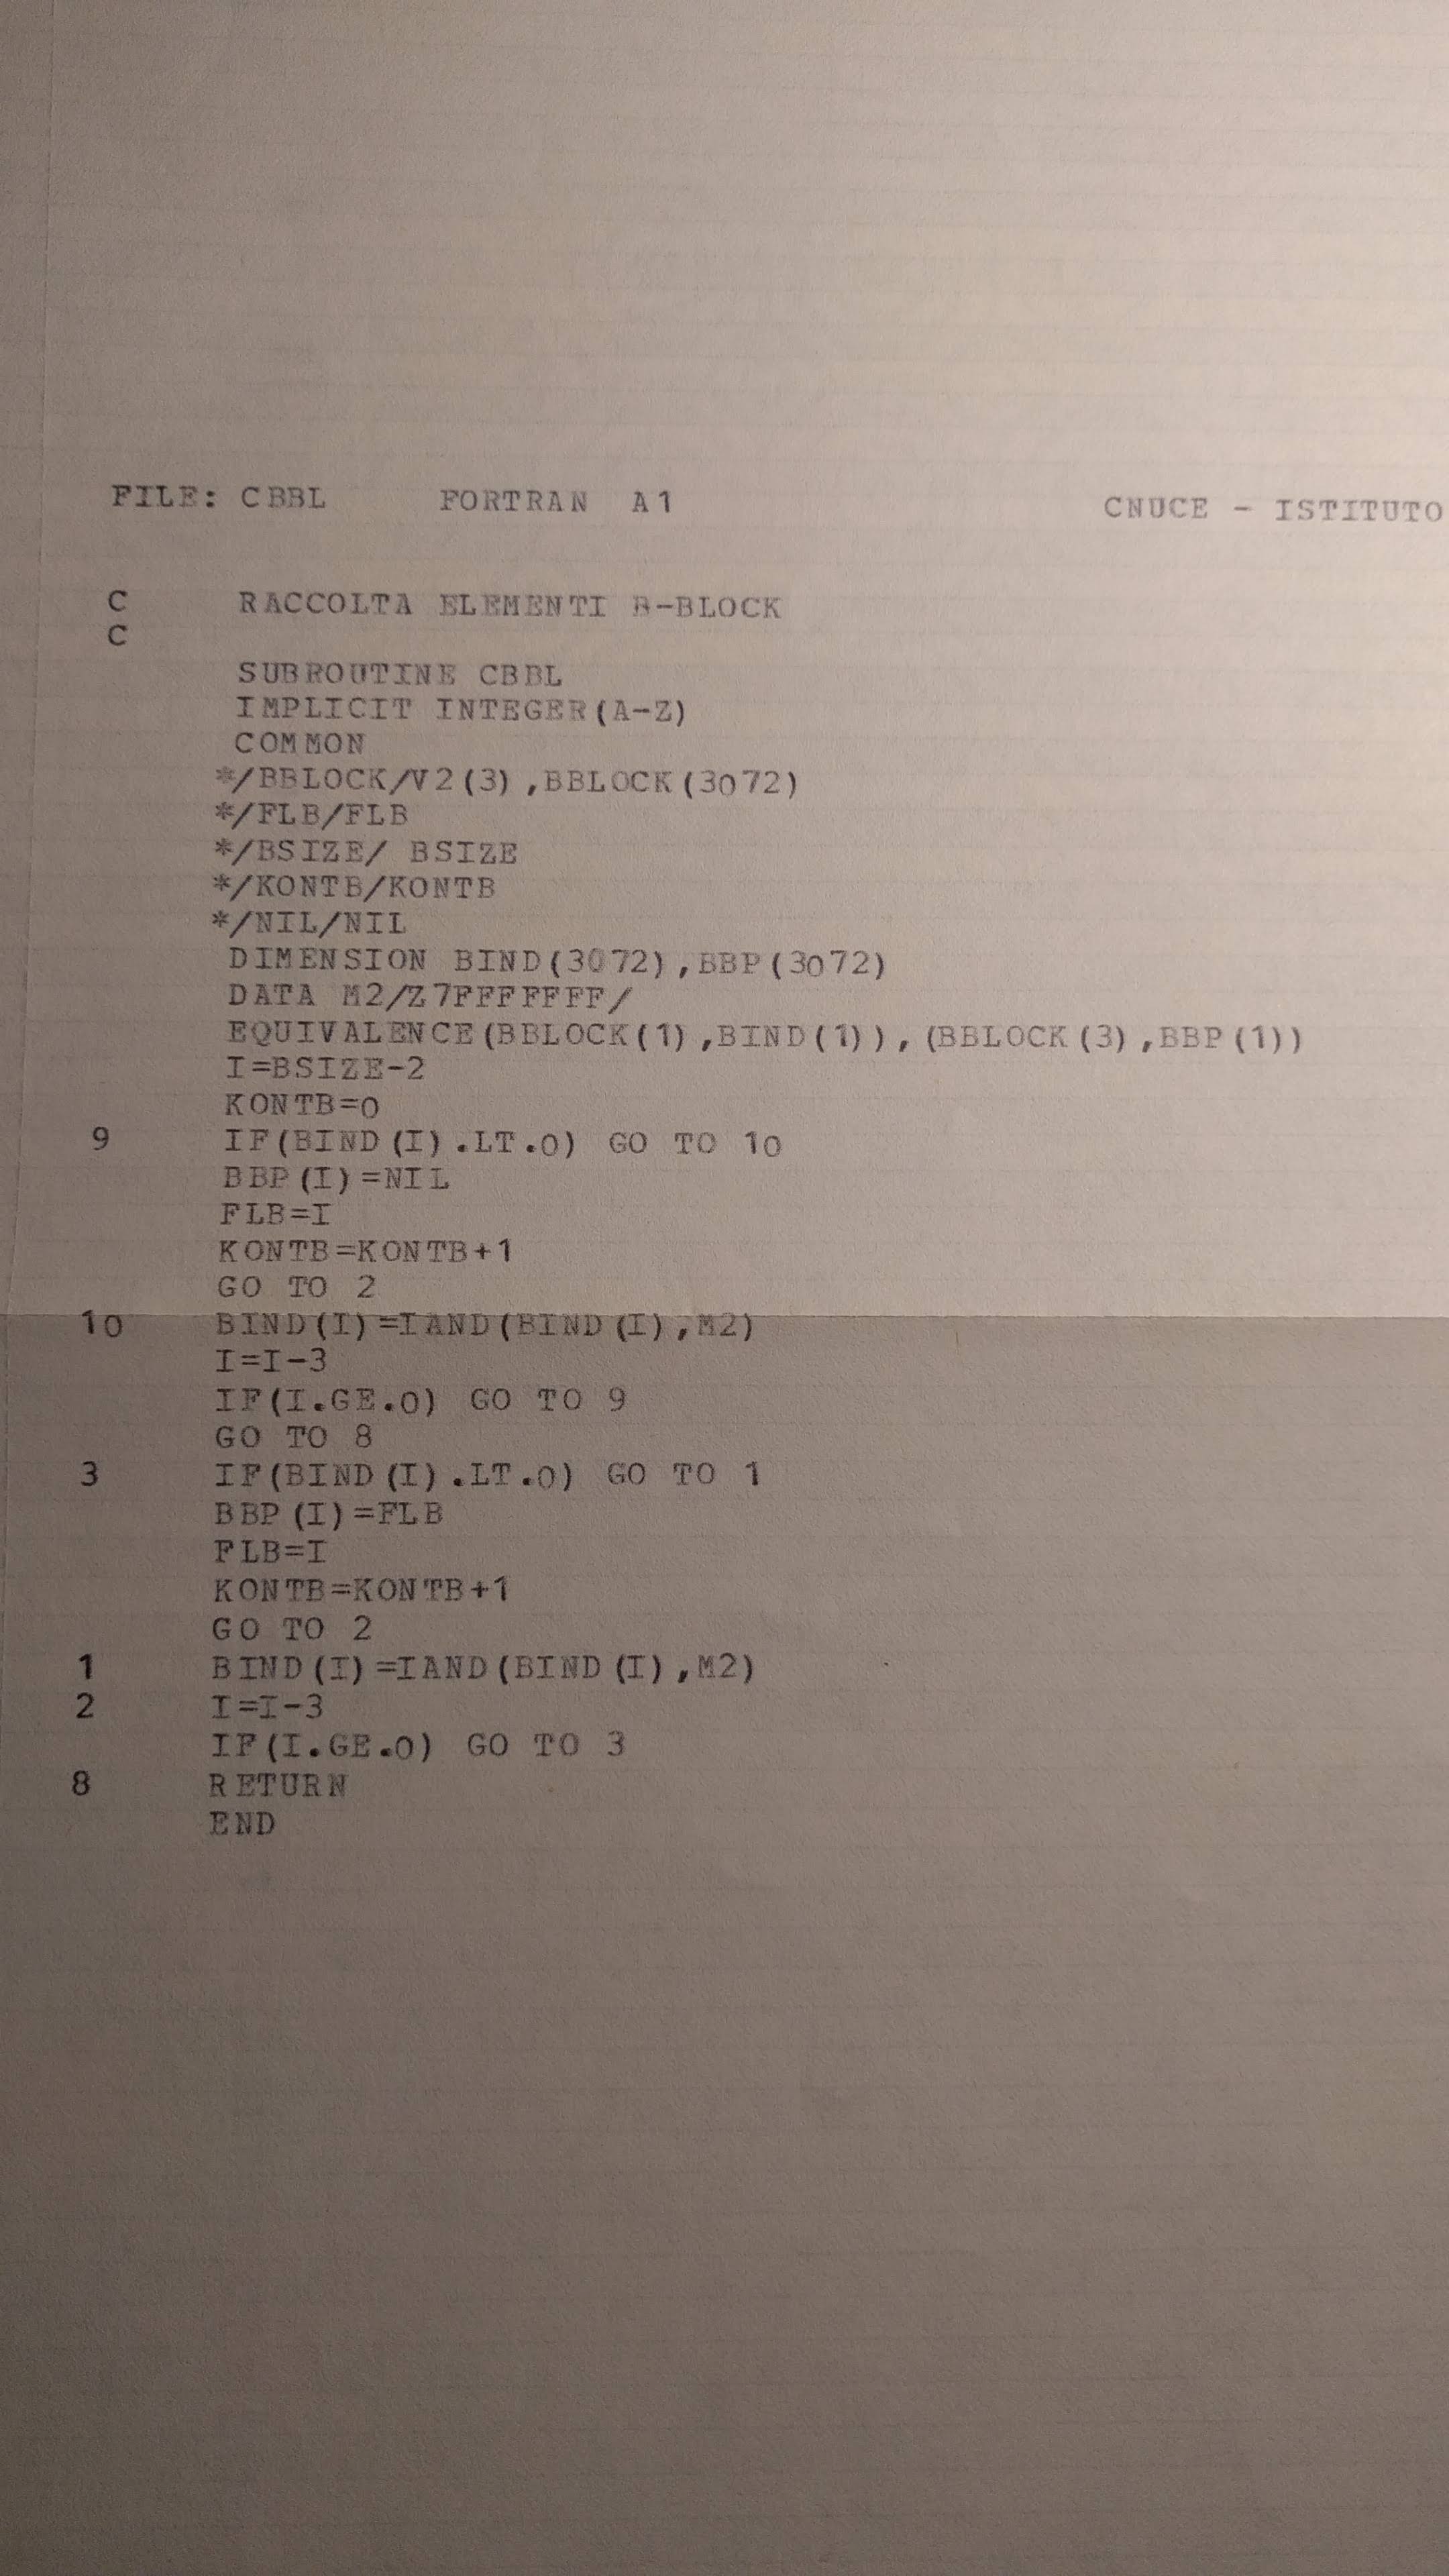 FILE: CBBL     FORTRAN  A1                    CNUCE - ISTITUTO
C      RACCOLTA ELEMENTI B-BLOCK
C
       SUBROUTINE CBBL
       IMPLICIT INTEGER(A-Z)
       COMMON
      */BBLOCK/V2(3),BBLOCK(3072)
      */FLB/FLB
      */BSIZE/ BSIZE
      */KONTB/KONTB
      */NIL/NIL
       DIMENSION BIND(3072),BBP(3072)
       DATA M2/Z7FFFFFFF/
       EQUIVALENCE(BBLOCK(1),BIND(1)),(BBLOCK(3),BBP(1))
       I=BSIZE-2
       KONTB=0
9      IF(BIND(I).LT.0) GO TO 10
       BBP(I)=NIL
       FLB=I
       KONTB=KONTB+1
       GO TO 2
10     BIND(I)=IAND(BIND(I),M2)
       I=I-3
       IF(I.GE.0) GO TO 9
       GO TO 8
3      IF(BIND(I).LT.0) GO TO 1
       BBP(I)=FLB
       FLB=I
       KONTB=KONTB+1
       GO TO 2
1      BIND(I)=IAND(BIND(I),M2)
2      I=I-3
       IF(I.GE.0) GO TO 3
8      RETURN
       END